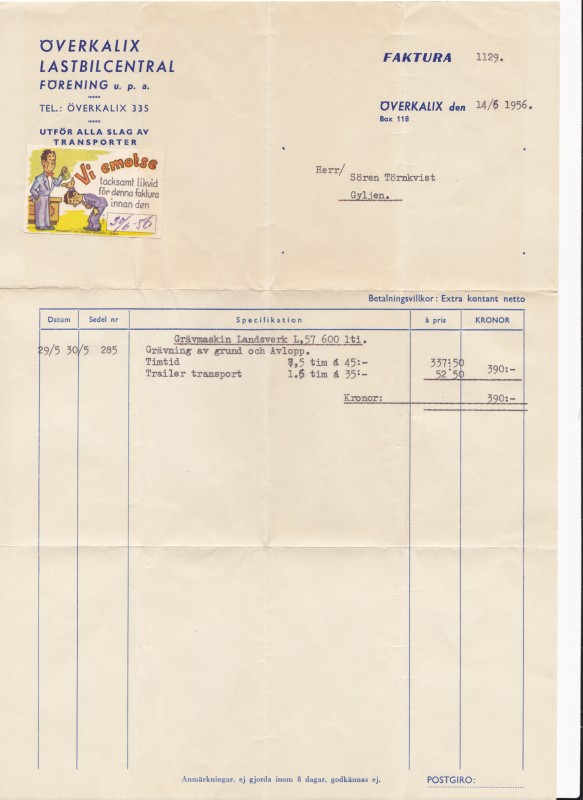 ÖVERKALIX
LASTBILCENTRAL
FÖRENING u. p. a.
TEL.: ÖVERKALIX 335
UTFÖR ALLA SLAG AV
TRANSPORTER
FAKTURA 1129.
ÖVERKALIX den 14/6 1956.
Box 118
Vi emotse
tacksamt likvid
för denna faktura
innan den
30/6-56
Herr/
Sören Törnkvist
Gyljen.
Betalningsvillkor: Extra kontant netto
Datum Sedel nr Specifikation à pris KRONOR
Grävmaskin Landsverk L,57 600 lti.
29/5 30/5 285 Grävning av grund och Avlopp.
Timtid 7,5 tim á 45:- 337:50
Trailer transport 1.5 tim á 35:- 52 50 390:-
Kronor: 390:-
Anmärkningar, ej gjorda inom 8 dagar, godkännas ej.
POSTGIRO: